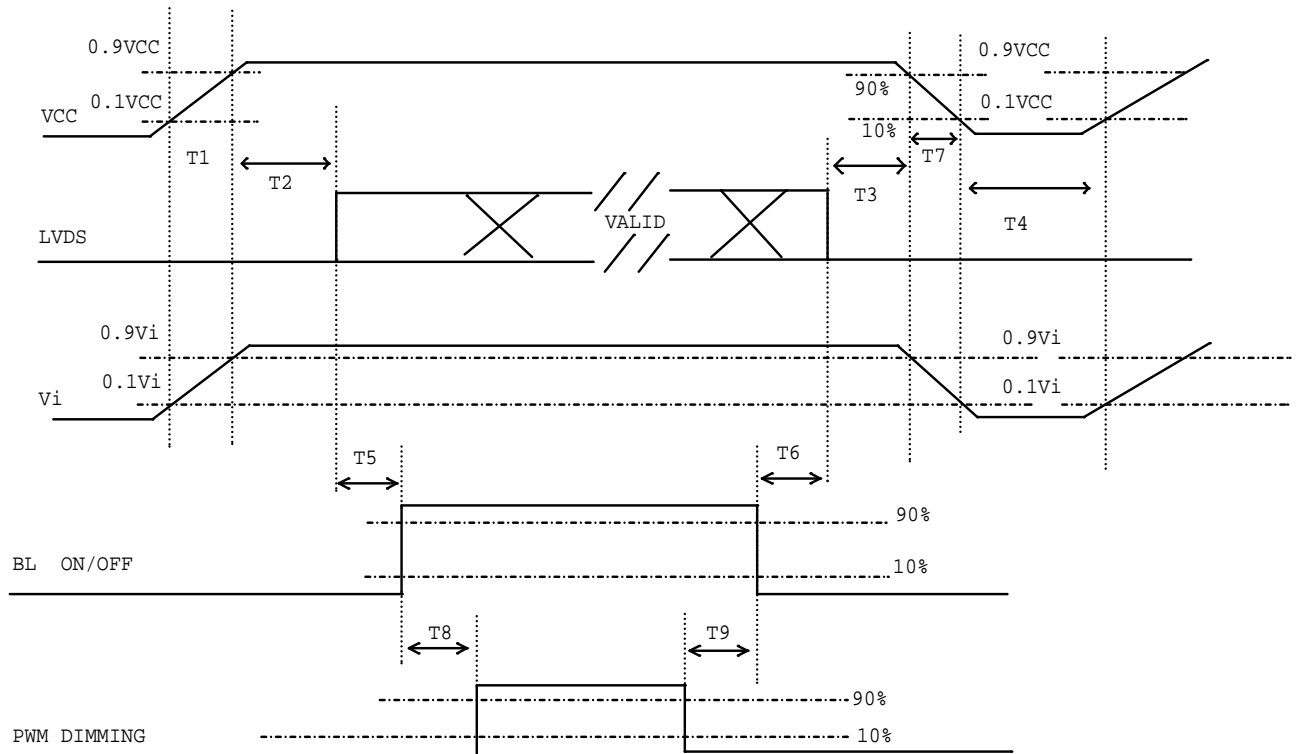 0.9VCC
0.9VCC
90%
0.1VCC
0.1VCC
VCC
10%
T1
T7
T2
T3
VALID
T4
LVDS
0.9Vi
0.9Vi
0.1Vi
0.1Vi
Vi
T5
T6
90%
BL ON/OFF
10%
T8
T9
90%
PWM DIMMING
10%